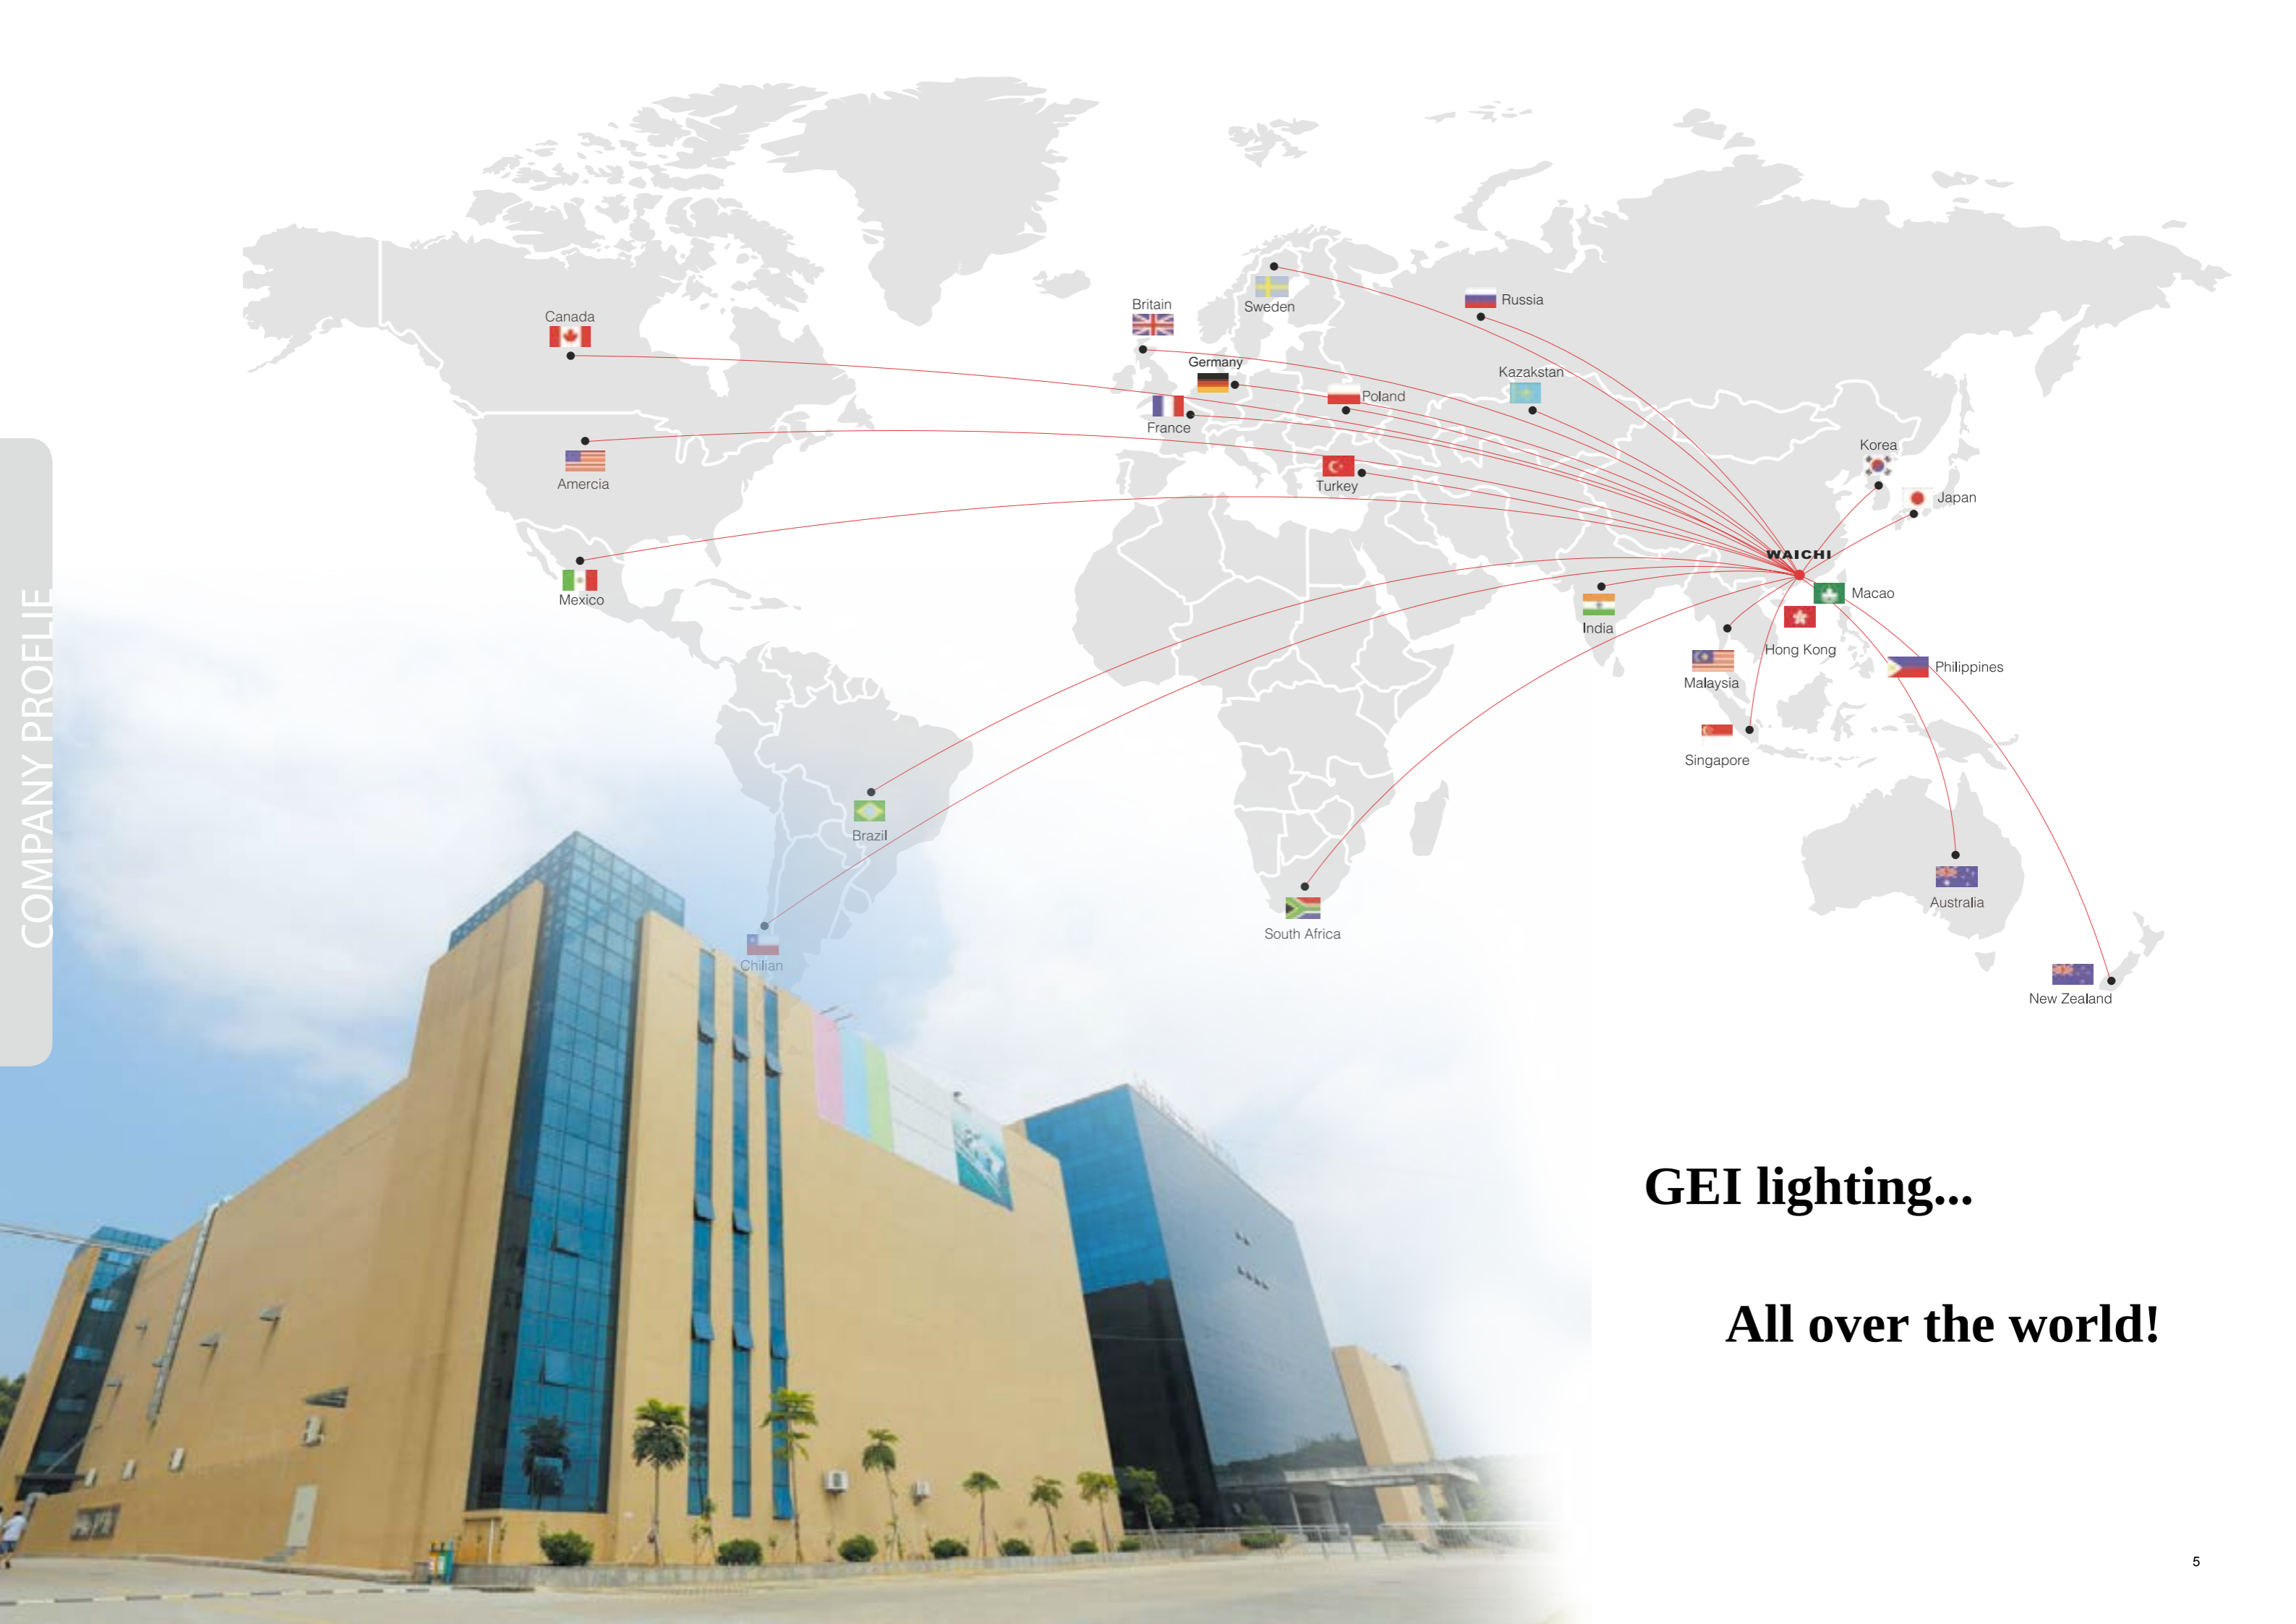 COMPANY PROFLIE
Canada
Amercia
Mexico
Brazil
Chilian
Britain
Germany
France
Sweden
Poland
Turkey
Russia
Kazakstan
South Africa
India
Korea
Japan
WAICHI
Macao
Hong Kong
Malaysia
Philippines
Singapore
Australia
New Zealand
GEI lighting...
All over the world!
5